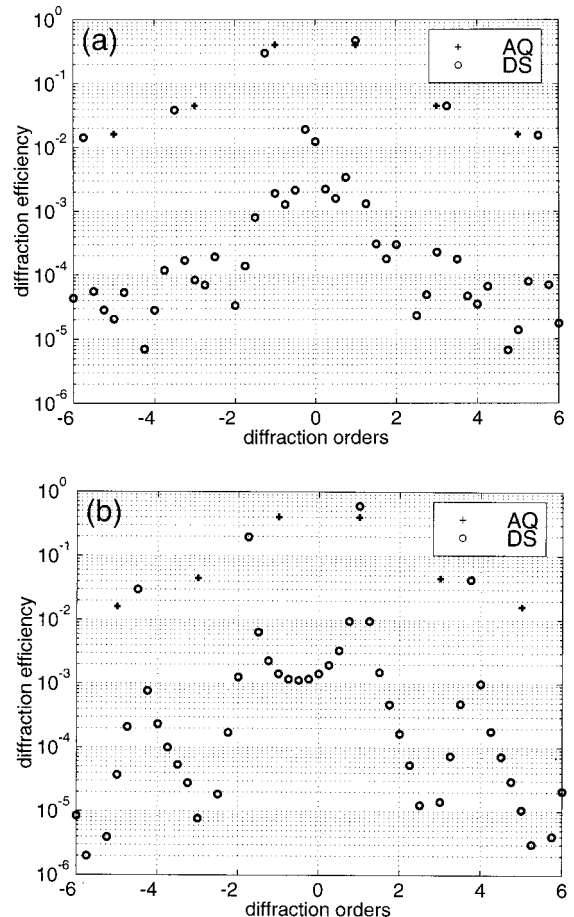 (a)
AQ
DS
10^0
10^-1
10^-2
10^-3
10^-4
10^-5
10^-6
diffraction efficiency
-6 -4 -2 0 2 4 6
diffraction orders
(b)
AQ
DS
10^0
10^-1
10^-2
10^-3
10^-4
10^-5
10^-6
diffraction efficiency
-6 -4 -2 0 2 4 6
diffraction orders